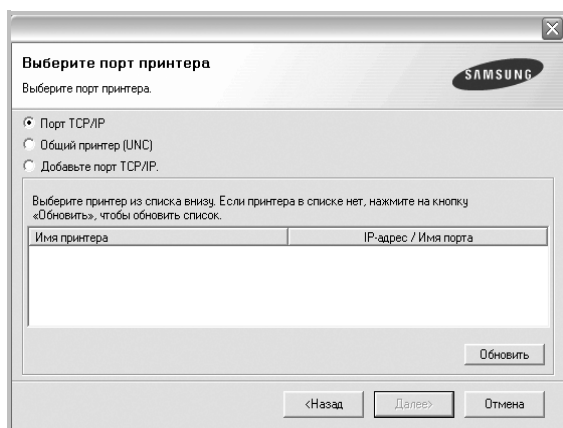 Выберите порт принтера
SAMSUNG
Выберите порт принтера.
Порт TCP/IP
Общий принтер (UNC)
Добавьте порт TCP/IP.
Выберите принтер из списка внизу. Если принтера в списке нет, нажмите на кнопку
«Обновить», чтобы обновить список.
Имя принтера IP-адрес / Имя порта
Обновить
<Назад Далее> Отмена